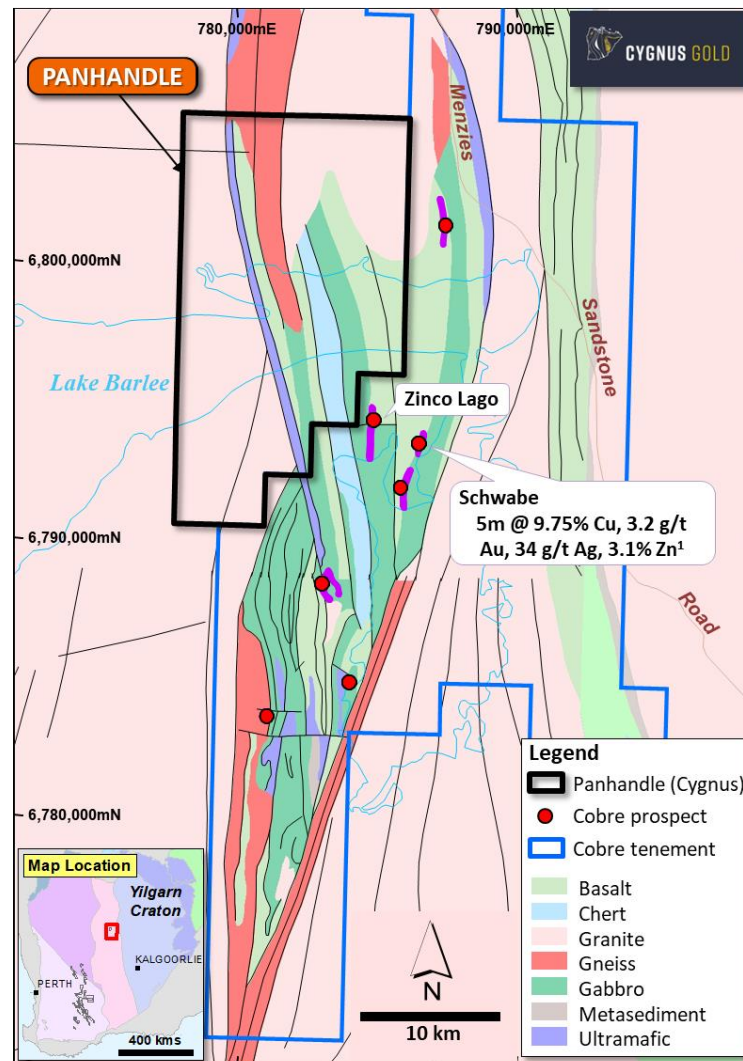 780,000mE
790,000mE
CYGNUS GOLD
PANHANDLE
Menzies
6,800,000mN
Sandstone
Lake Barlee
Zinco Lago
Schwabe
5m @ 9.75% Cu, 3.2 g/t
Au, 34 g/t Ag, 3.1% Zn¹
6,790,000mN
Road
6,780,000mN
Legend
Panhandle (Cygnus)
Cobre prospect
Cobre tenement
Basalt
Chert
Granite
Gneiss
Gabbro
Metasediment
Ultramafic
Map Location
Yilgarn
Craton
KALGOORLIE
PERTH
400 kms
N
10 km